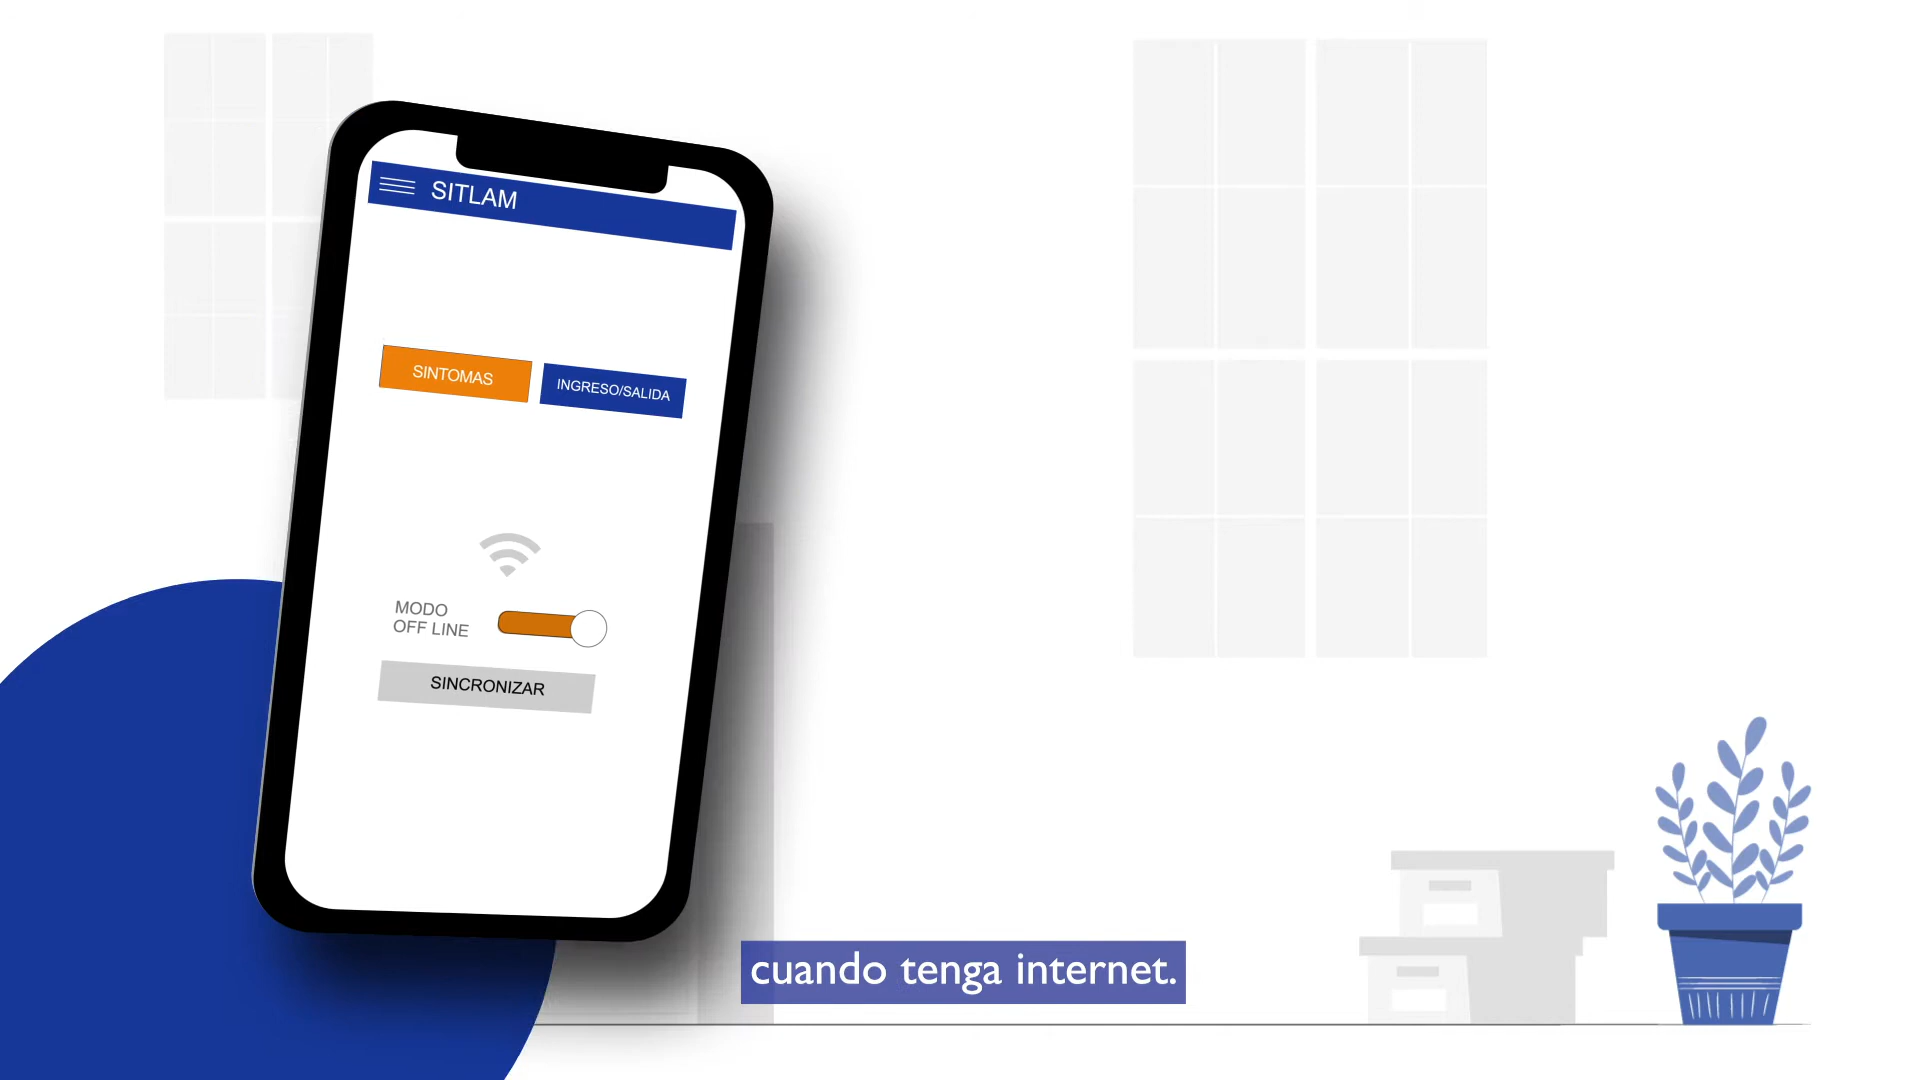 SITLAM
SINTOMAS
INGRESO/SALIDA
MODO
OFF LINE
SINCRONIZAR
cuando tenga internet.